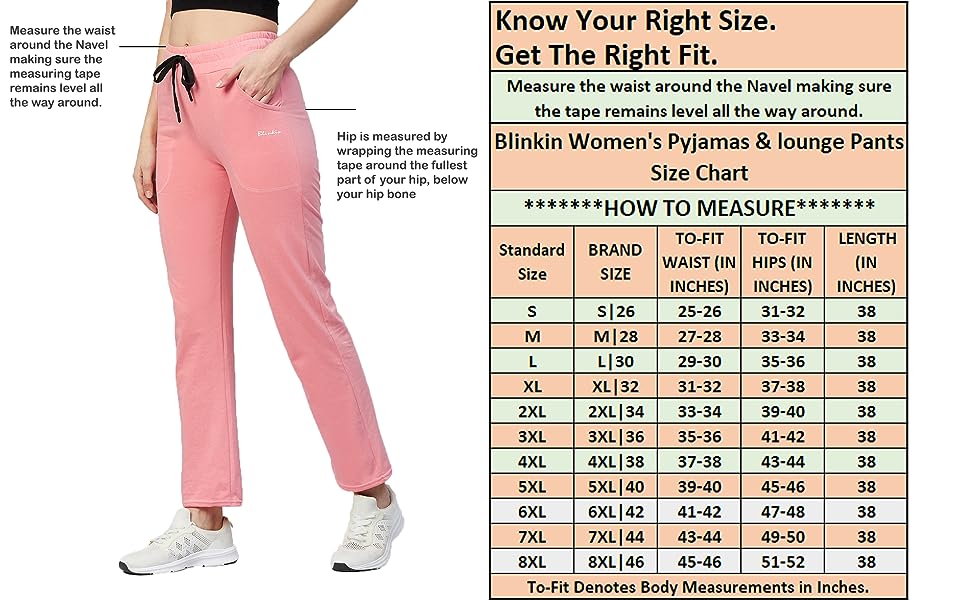 Measure the waist
around the Navel
making sure the
measuring tape
remains level all
the way around.
Blinkin
Hip is measured by
wrapping the measuring
tape around the fullest
part of your hip, below
your hip bone
Know Your Right Size.
Get The Right Fit.
Measure the waist around the Navel making sure
the tape remains level all the way around.
Blinkin Women's Pyjamas & lounge Pants
Size Chart
*******HOW TO MEASURE*******
Standard Size BRAND SIZE TO-FIT WAIST (IN INCHES) TO-FIT HIPS (IN INCHES) LENGTH (IN INCHES)
S S|26 25-26 31-32 38
M M|28 27-28 33-34 38
L L|30 29-30 35-36 38
XL XL|32 31-32 37-38 38
2XL 2XL|34 33-34 39-40 38
3XL 3XL|36 35-36 41-42 38
4XL 4XL|38 37-38 43-44 38
5XL 5XL|40 39-40 45-46 38
6XL 6XL|42 41-42 47-48 38
7XL 7XL|44 43-44 49-50 38
8XL 8XL|46 45-46 51-52 38
To-Fit Denotes Body Measurements in Inches.